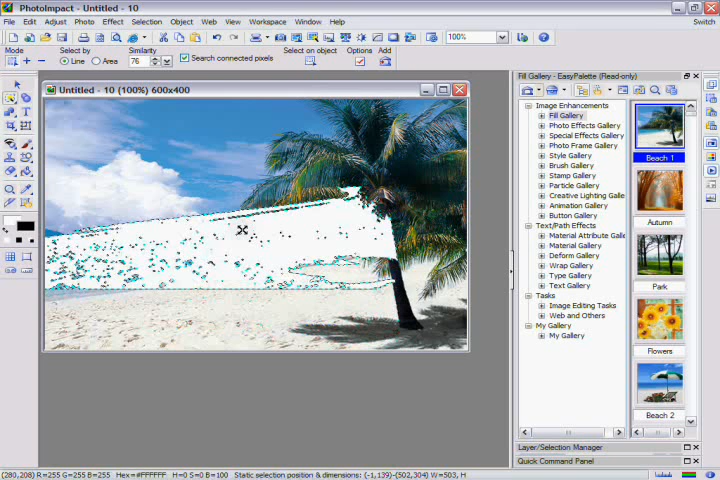 PhotoImpact - Untitled - 10
File Edit Adjust Photo Effect Selection Object Web View Workspace Window Help Switch
100%
Mode Select by Similarity Select on object Options Add
Line Area 76 Search connected pixels
Untitled - 10 (100%) 600x400
Fill Gallery - EasyPalette (Read-only)
Image Enhancements
Fill Gallery
Photo Effects Gallery
Special Effects Gallery
Photo Frame Gallery
Style Gallery
Brush Gallery
Stamp Gallery
Particle Gallery
Creative Lighting Galle
Animation Gallery
Button Gallery
Text/Path Effects
Material Attribute Galle
Material Gallery
Deform Gallery
Wrap Gallery
Type Gallery
Text Gallery
Tasks
Image Editing Tasks
Web and Others
My Gallery
My Gallery
Beach 1
Autumn
Park
Flowers
Beach 2
Layer/Selection Manager
Quick Command Panel
(280,208) R=255 G=255 B=255 Hex=#FFFFFF H=0 S=0 B=100 Static selection position & dimensions: (-1,139)-(502,304) W=503, H